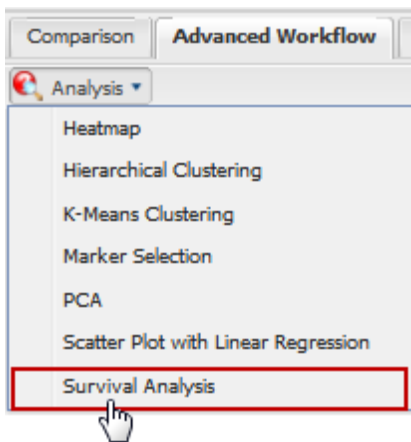 Comparison
Advanced Workflow
Analysis
Heatmap
Hierarchical Clustering
K-Means Clustering
Marker Selection
PCA
Scatter Plot with Linear Regression
Survival Analysis